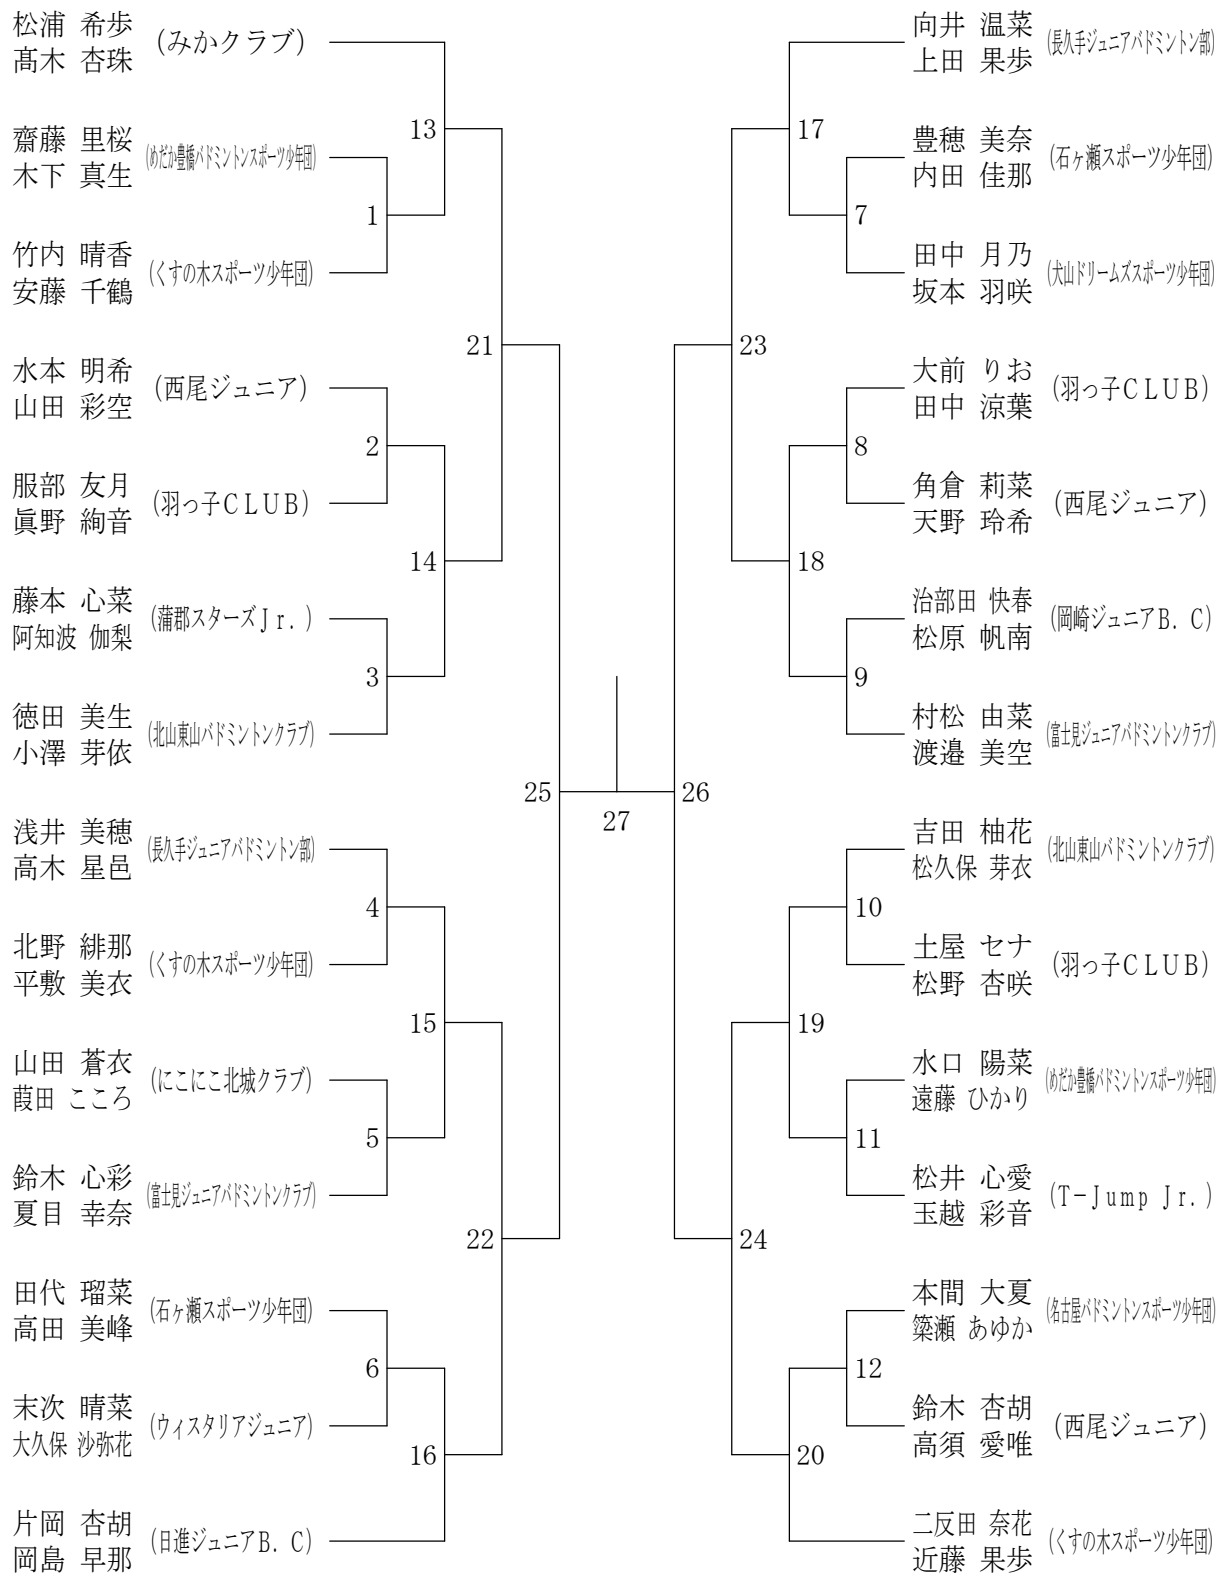 松浦 希歩
髙木 杏珠
(みかクラブ)
齋藤 里桜
木下 真生
(めだか豊橋バドミントンスポーツ少年団)
竹内 晴香
安藤 千鶴
(くすの木スポーツ少年団)
水本 明希
山田 彩空
(西尾ジュニア)
服部 友月
眞野 絢音
(羽っ子CLUB)
藤本 心菜
阿知波 伽梨
(蒲郡スターズJr.)
徳田 美生
小澤 芽依
(北山東山バドミントンクラブ)
浅井 美穂
高木 星邑
(長久手ジュニアバドミントン部)
北野 緋那
平敷 美衣
(くすの木スポーツ少年団)
山田 蒼衣
葭田 こころ
(にこにこ北城クラブ)
鈴木 心彩
夏目 幸奈
(富士見ジュニアバドミントンクラブ)
田代 瑠菜
高田 美峰
(石ヶ瀬スポーツ少年団)
末次 晴菜
大久保 沙弥花
(ウィスタリアジュニア)
片岡 杏胡
岡島 早那
(日進ジュニアB.C)
13
1
21
2
14
3
25
4
15
5
22
6
16
27
26
17
7
23
8
18
9
10
19
11
24
12
20
向井 温菜
上田 果歩
(長久手ジュニアバドミントン部)
豊穂 美奈
内田 佳那
(石ヶ瀬スポーツ少年団)
田中 月乃
坂本 羽咲
(犬山ドリームズスポーツ少年団)
大前 りお
田中 涼葉
(羽っ子CLUB)
角倉 莉菜
天野 玲希
(西尾ジュニア)
治部田 快春
松原 帆南
(岡崎ジュニアB.C)
村松 由菜
渡邉 美空
(富士見ジュニアバドミントンクラブ)
吉田 柚花
松久保 芽衣
(北山東山バドミントンクラブ)
土屋 セナ
松野 杏咲
(羽っ子CLUB)
水口 陽菜
遠藤 ひかり
(めだか豊橋バドミントンスポーツ少年団)
松井 心愛
玉越 彩音
(T-Jump Jr.)
本間 大夏
簗瀬 あゆか
(名古屋バドミントンスポーツ少年団)
鈴木 杏胡
高須 愛唯
(西尾ジュニア)
二反田 奈花
近藤 果歩
(くすの木スポーツ少年団)